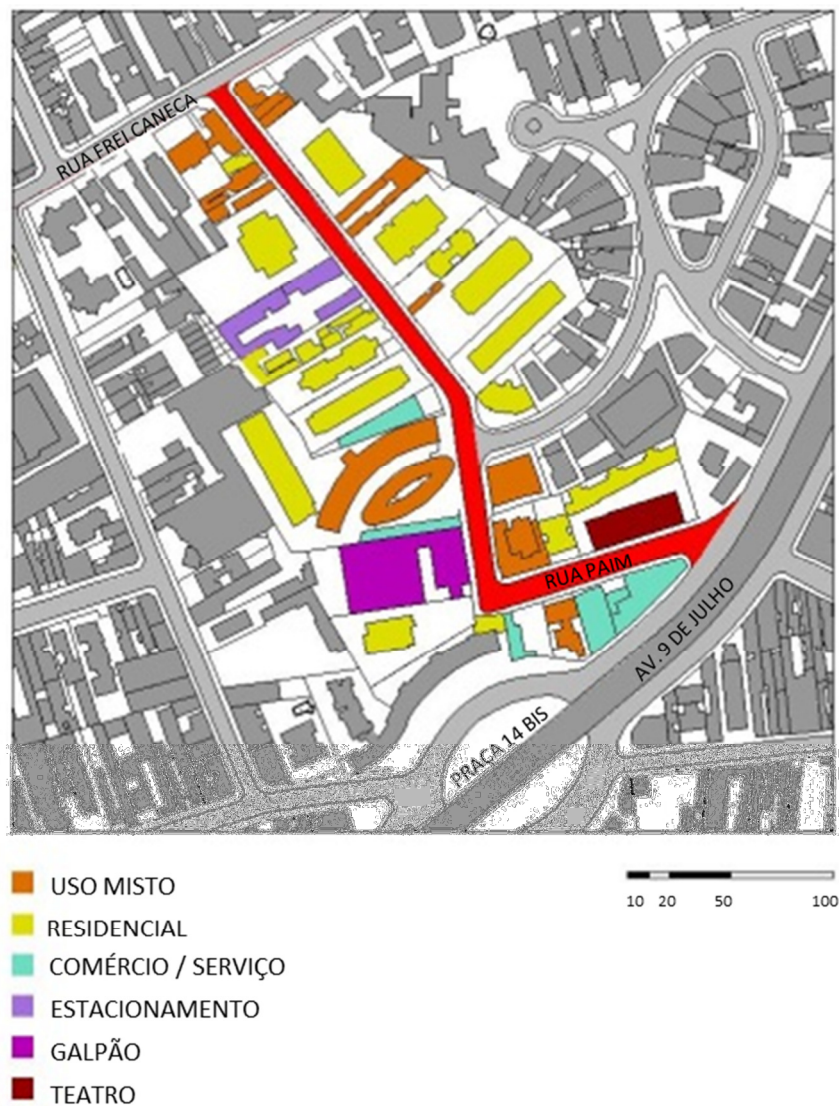 RUA FREI CANECA
RUA PAIM
AV. 9 DE JULHO
PRAÇA 14 BIS
USO MISTO
RESIDENCIAL
COMÉRCIO / SERVIÇO
ESTACIONAMENTO
GALPÃO
TEATRO
10 20 50 100